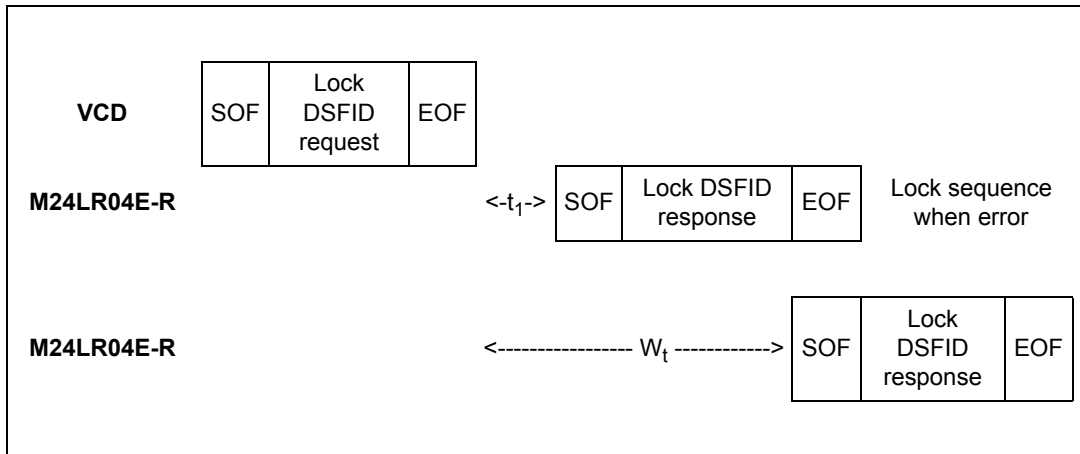 VCD
SOF
Lock
DSFID
request
EOF
M24LR04E-R
<-t1->
SOF
Lock DSFID
response
EOF
Lock sequence
when error
M24LR04E-R
<----------------- Wt ------------>
SOF
Lock
DSFID
response
EOF